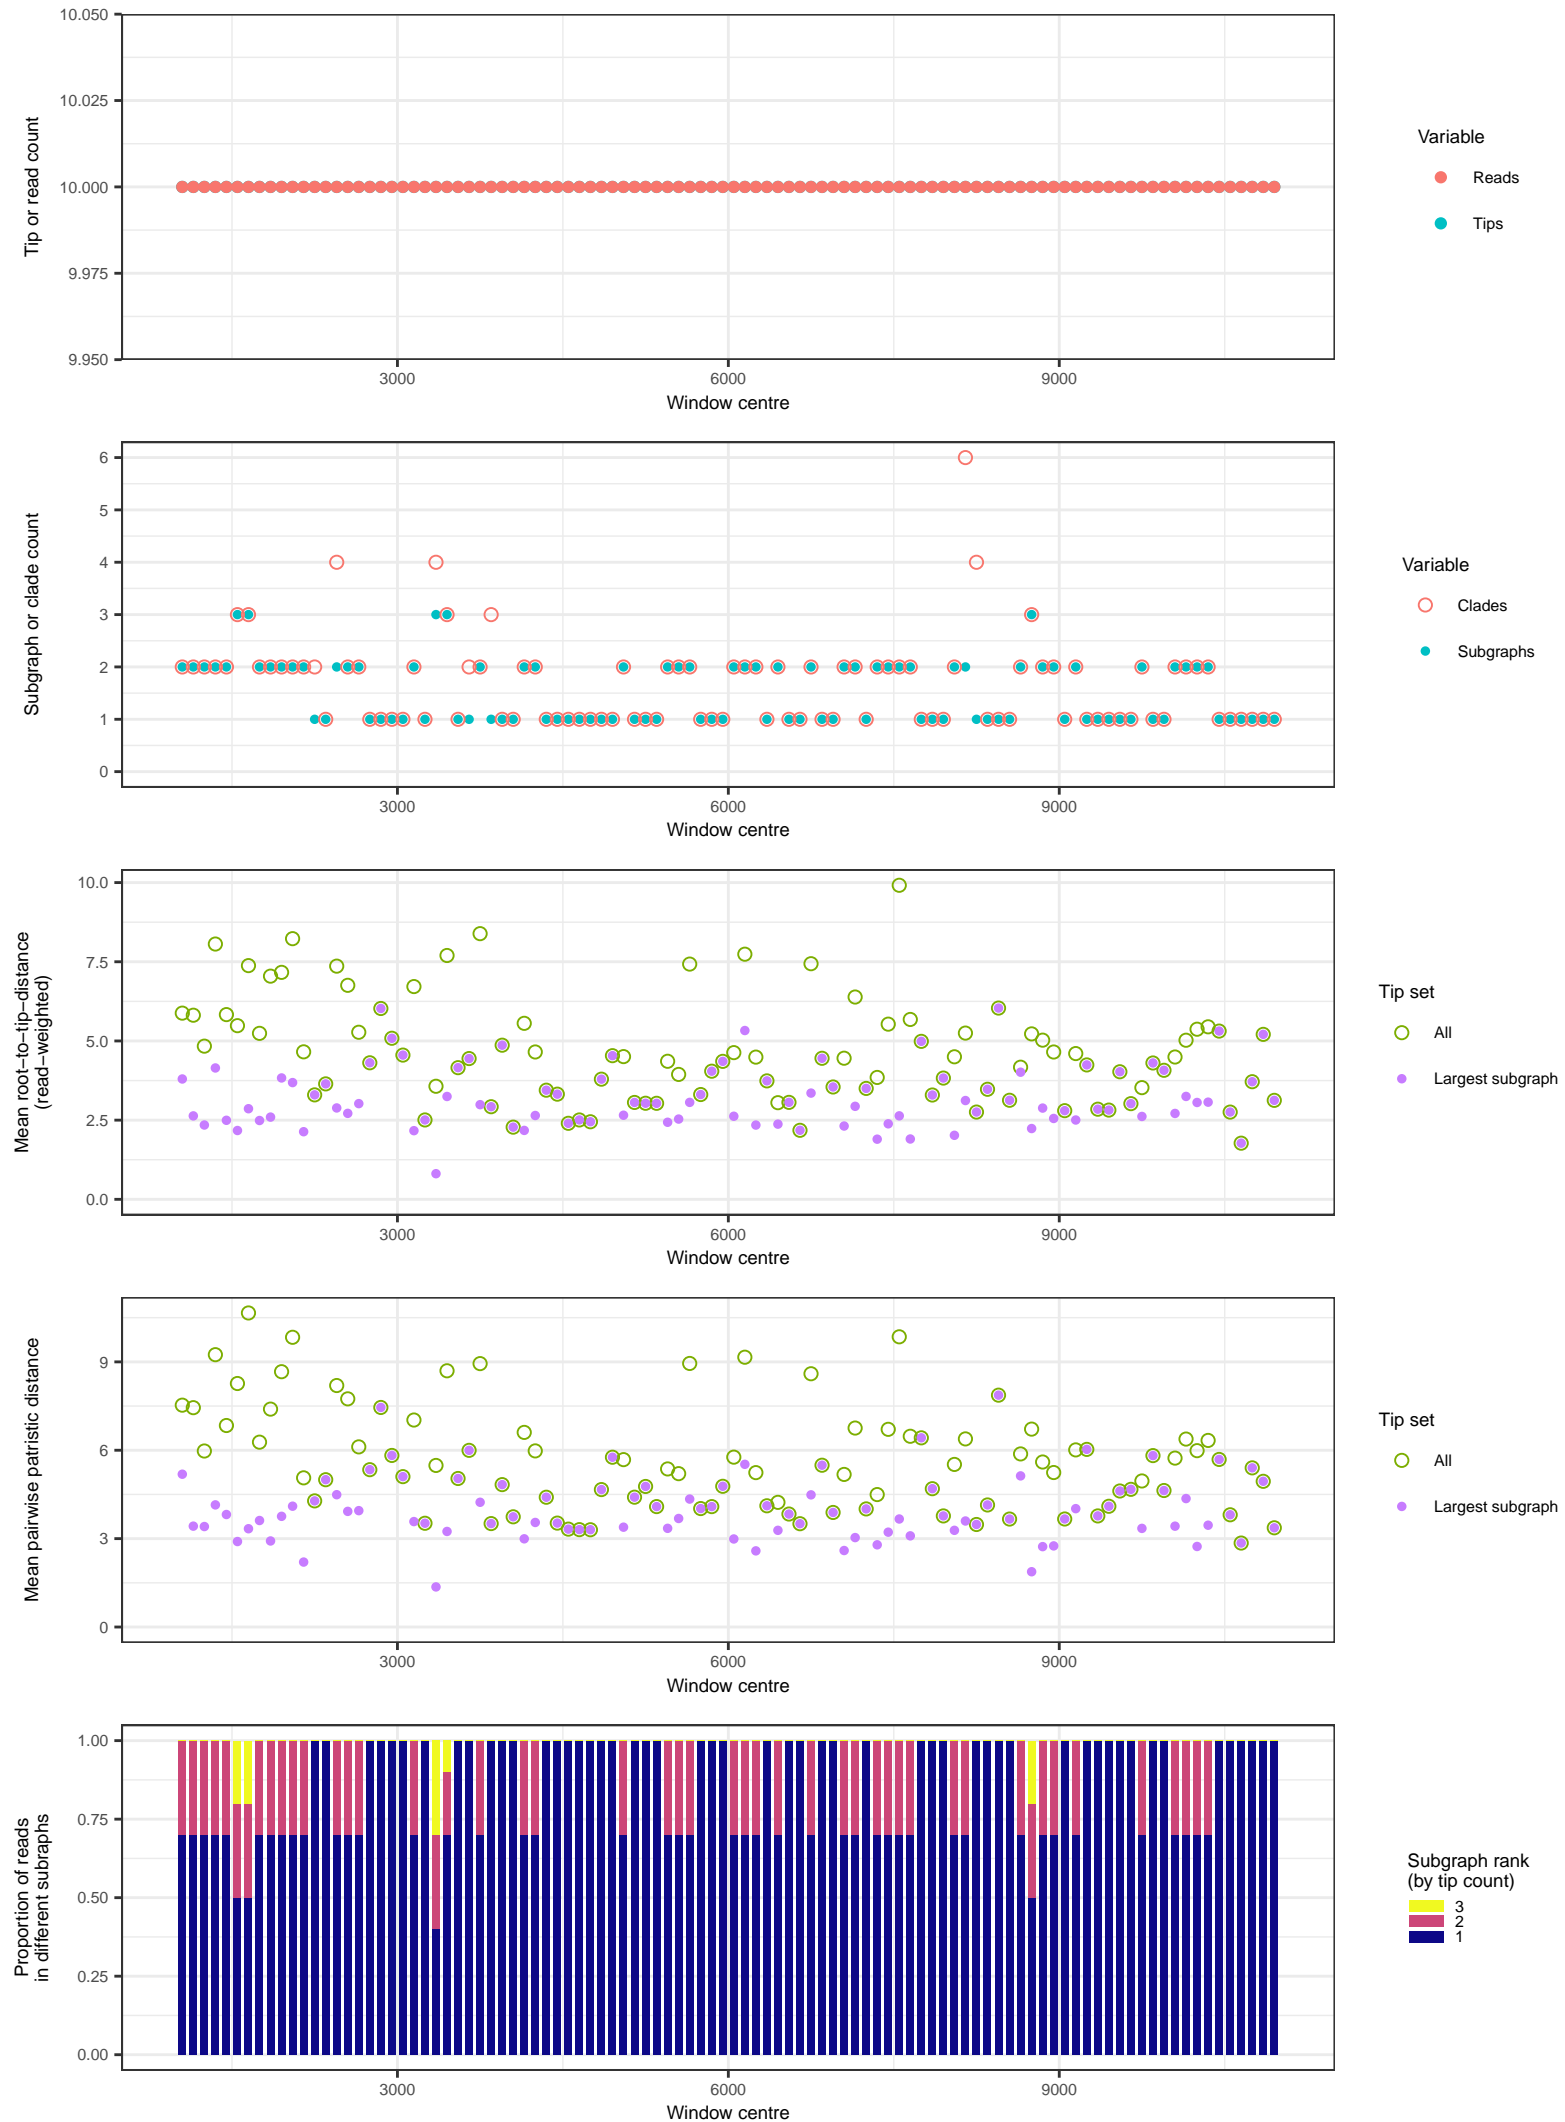 10.050
10.025
10.000
9.975
9.950
Tip or read count
3000
6000
9000
Window centre
Variable
Reads
Tips
6
5
4
3
2
1
0
Subgraph or clade count
3000
6000
9000
Window centre
Variable
Clades
Subgraphs
10.0
7.5
5.0
2.5
0.0
Mean root−to−tip−distance
(read−weighted)
3000
6000
9000
Window centre
Tip set
All
Largest subgraph
9
6
3
0
Mean pairwise patristic distance
3000
6000
9000
Window centre
Tip set
All
Largest subgraph
1.00
0.75
0.50
0.25
0.00
Proportion of reads
in different subraphs
3000
6000
9000
Window centre
Subgraph rank
(by tip count)
3
2
1